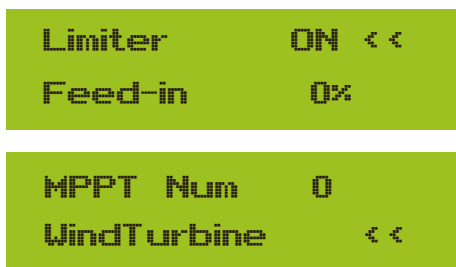 Limiter ON <<
Feed-in 0%
MPPT Num 0
WindTurbine <<